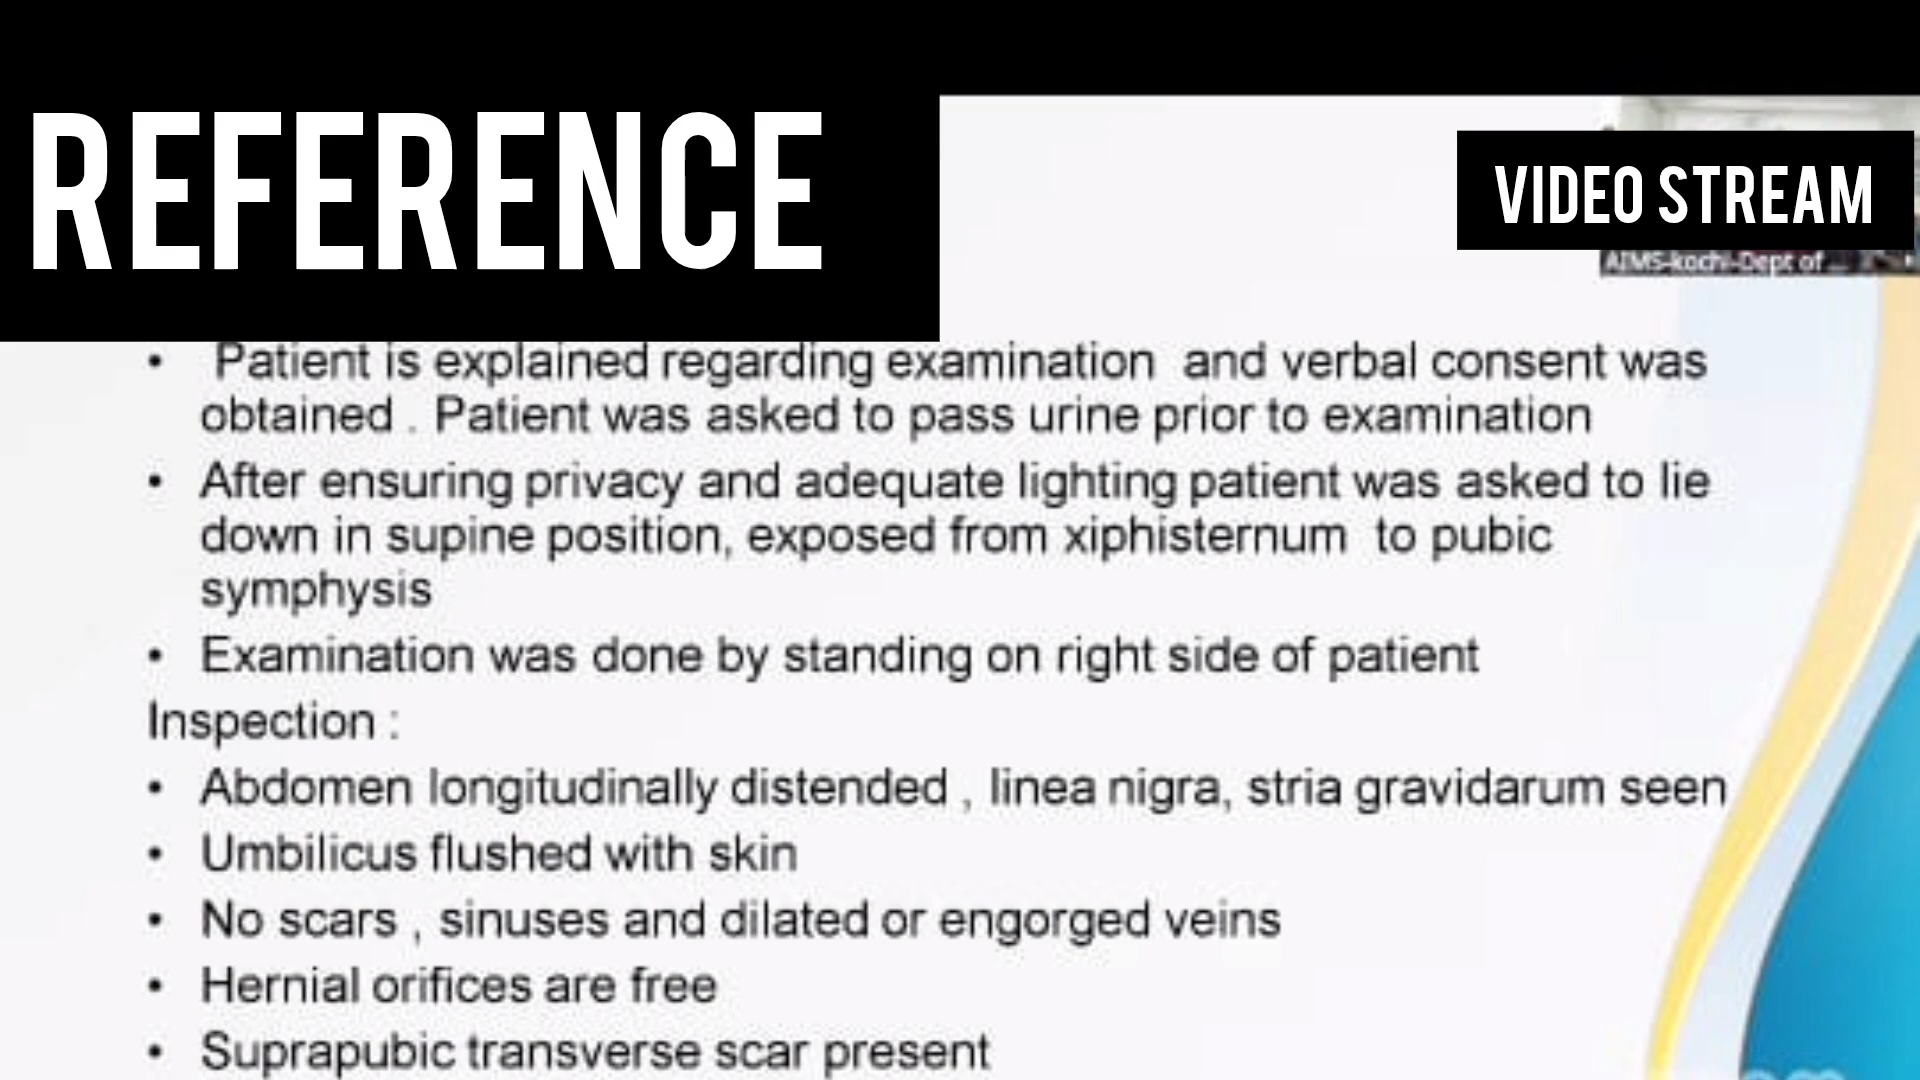 REFERENCE
VIDEO STREAM
AIMS-kochi-Dept of ...
• Patient is explained regarding examination and verbal consent was
obtained . Patient was asked to pass urine prior to examination
• After ensuring privacy and adequate lighting patient was asked to lie
down in supine position, exposed from xiphisternum to pubic
symphysis
• Examination was done by standing on right side of patient
Inspection :
• Abdomen longitudinally distended , linea nigra, stria gravidarum seen
• Umbilicus flushed with skin
• No scars , sinuses and dilated or engorged veins
• Hernial orifices are free
• Suprapubic transverse scar present